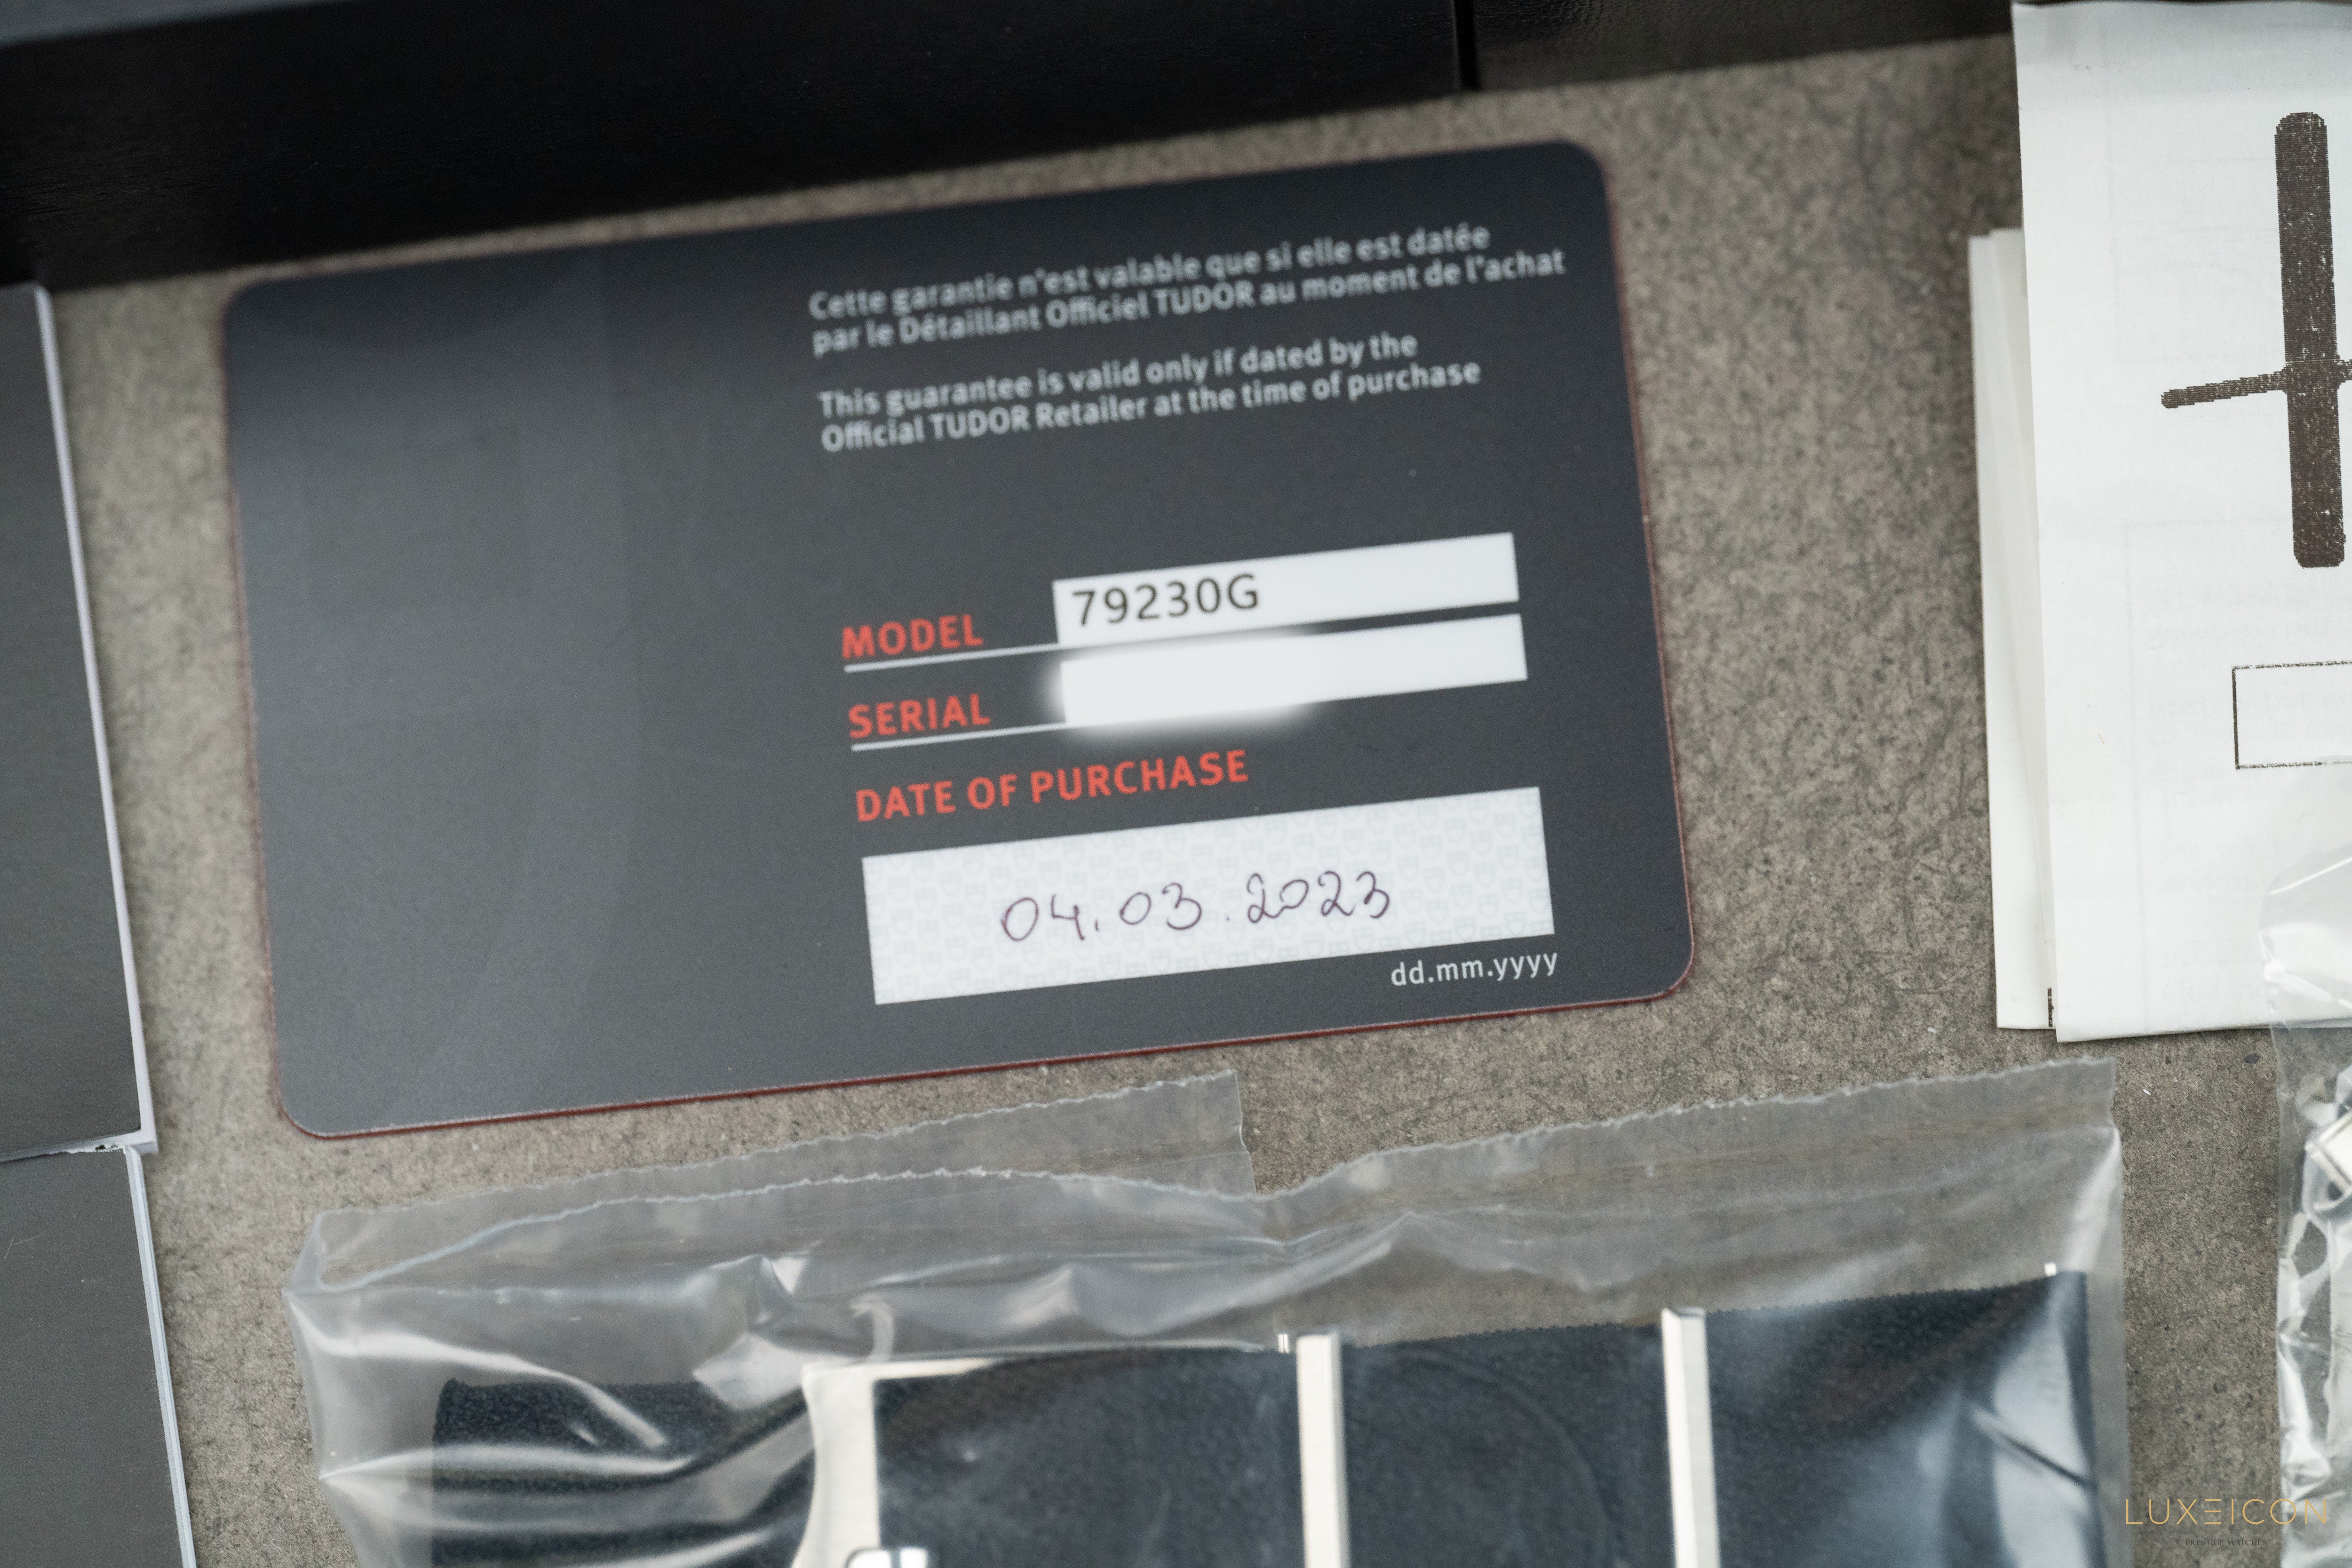 Cette garantie n'est valable que si elle est datée
par le Détaillant Officiel TUDOR au moment de l'achat
This guarantee is valid only if dated by the
Official TUDOR Retailer at the time of purchase
MODEL 79230G
SERIAL
DATE OF PURCHASE
04.03.2023
dd.mm.yyyy
LUXEICON
PRESTIGE WATCHES